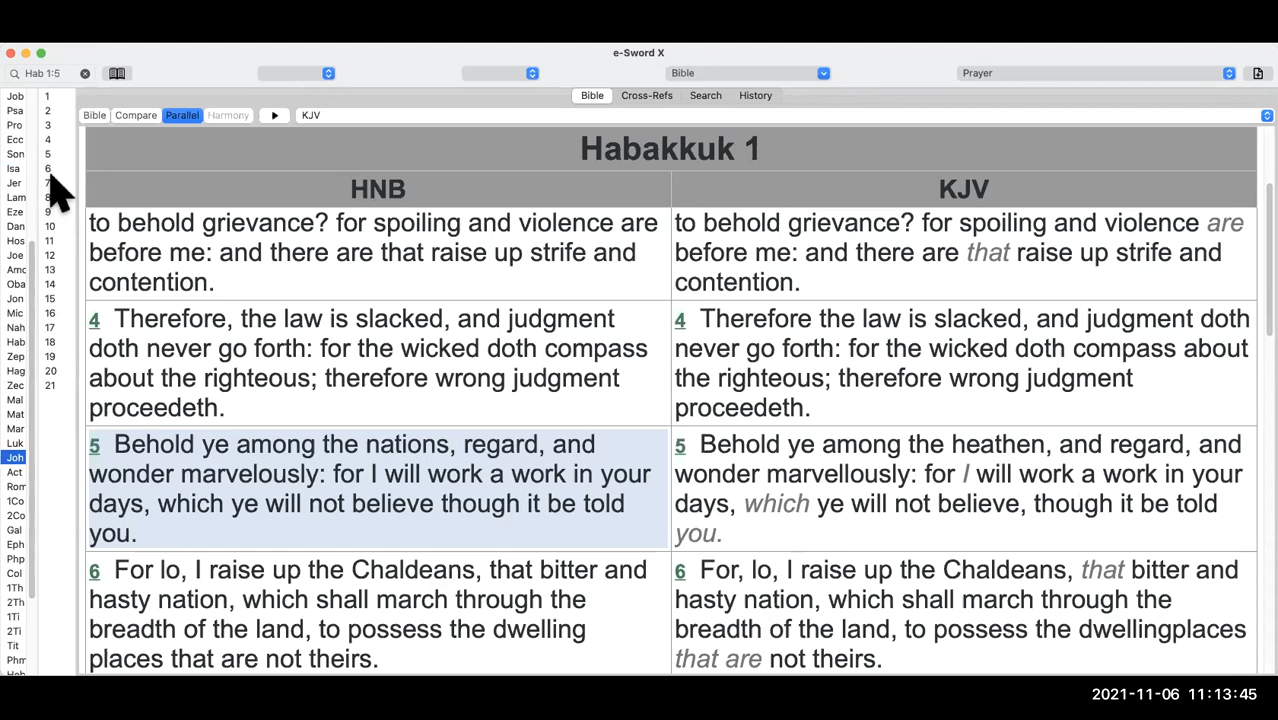 e-Sword X
Hab 1:5
Bible
Prayer
Bible Cross-Refs Search History
Bible Compare Parallel Harmony KJV
Job
Psa
Pro
Ecc
Son
Isa
Jer
Lam
Eze
Dan
Hos
Joe
Amo
Oba
Jon
Mic
Nah
Hab
Zep
Hag
Zec
Mal
Mat
Mar
Luk
Joh
Act
Rom
1Co
2Co
Gal
Eph
Php
Col
1Th
2Th
1Ti
2Ti
Tit
Phm
1
2
3
4
5
6
7
8
9
10
11
12
13
14
15
16
17
18
19
20
21
Habakkuk 1
HNB
to behold grievance? for spoiling and violence are
before me: and there are that raise up strife and
contention.
4 Therefore, the law is slacked, and judgment
doth never go forth: for the wicked doth compass
about the righteous; therefore wrong judgment
proceedeth.
5 Behold ye among the nations, regard, and
wonder marvelously: for I will work a work in your
days, which ye will not believe though it be told
you.
6 For lo, I raise up the Chaldeans, that bitter and
hasty nation, which shall march through the
breadth of the land, to possess the dwelling
places that are not theirs.
KJV
to behold grievance? for spoiling and violence are
before me: and there are that raise up strife and
contention.
4 Therefore the law is slacked, and judgment doth
never go forth: for the wicked doth compass about
the righteous; therefore wrong judgment
proceedeth.
5 Behold ye among the heathen, and regard, and
wonder marvellously: for I will work a work in your
days, which ye will not believe, though it be told
you.
6 For, lo, I raise up the Chaldeans, that bitter and
hasty nation, which shall march through the
breadth of the land, to possess the dwellingplaces
that are not theirs.
2021-11-06 11:13:45